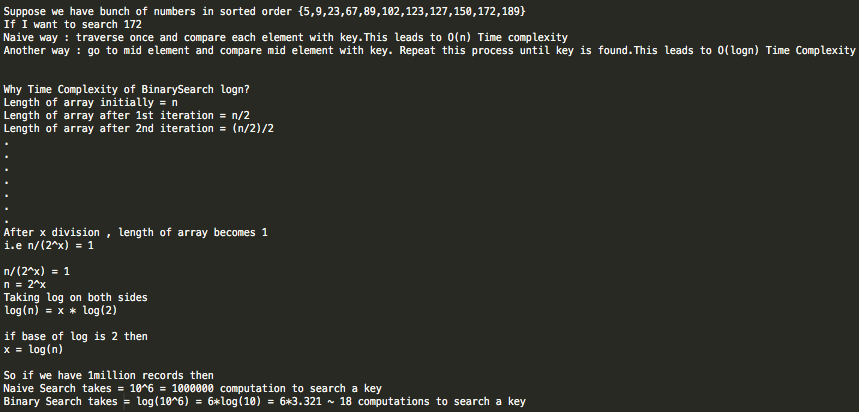 Suppose we have bunch of numbers in sorted order {5,9,23,67,89,102,123,127,150,172,189}
If I want to search 172
Naive way : traverse once and compare each element with key.This leads to O(n) Time complexity
Another way : go to mid element and compare mid element with key. Repeat this process until key is found.This leads to O(logn) Time Complexity
Why Time Complexity of BinarySearch logn?
Length of array initially = n
Length of array after 1st iteration = n/2
Length of array after 2nd iteration = (n/2)/2
.
.
.
.
.
.
.
After x division , length of array becomes 1
i.e n/(2^x) = 1
n/(2^x) = 1
n = 2^x
Taking log on both sides
log(n) = x * log(2)
if base of log is 2 then
x = log(n)
So if we have 1million records then
Naive Search takes = 10^6 = 1000000 computation to search a key
Binary Search takes = log(10^6) = 6*log(10) = 6*3.321 ~ 18 computations to search a key